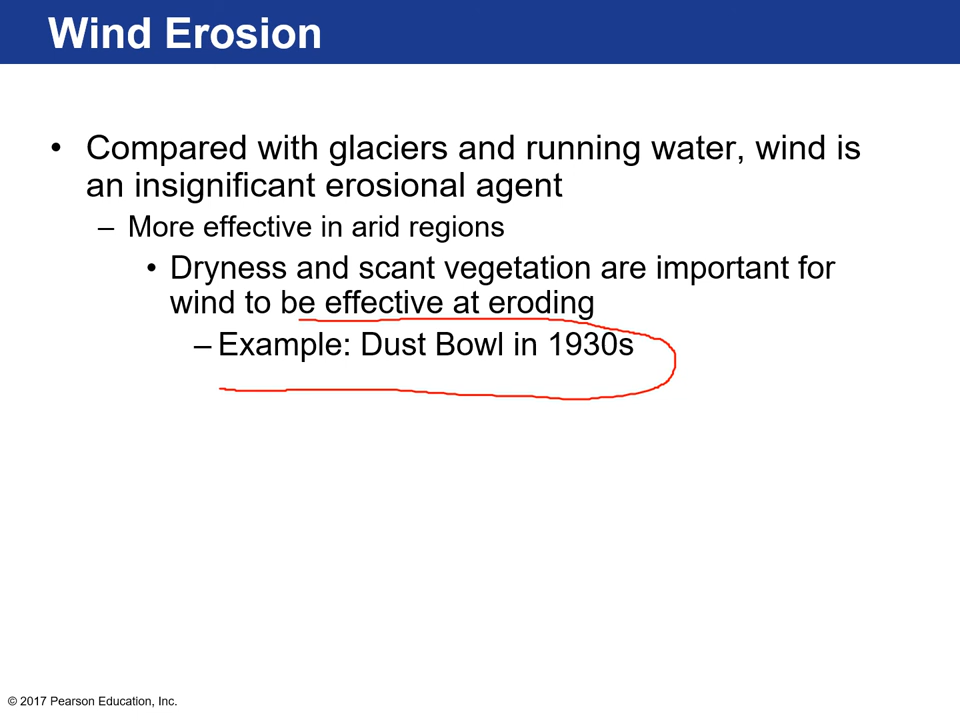 Wind Erosion
• Compared with glaciers and running water, wind is
an insignificant erosional agent
– More effective in arid regions
• Dryness and scant vegetation are important for
wind to be effective at eroding
– Example: Dust Bowl in 1930s
© 2017 Pearson Education, Inc.